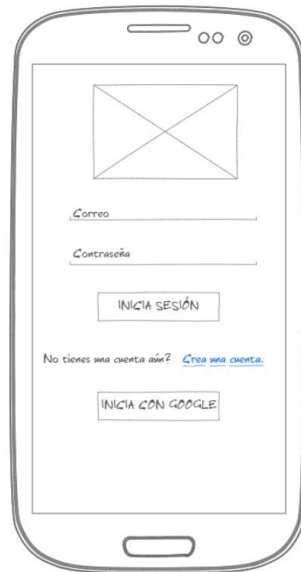 Correo
Contraseña
INICIA SESIÓN
No tienes una cuenta aún? Crea una cuenta.
INICIA CON GOOGLE